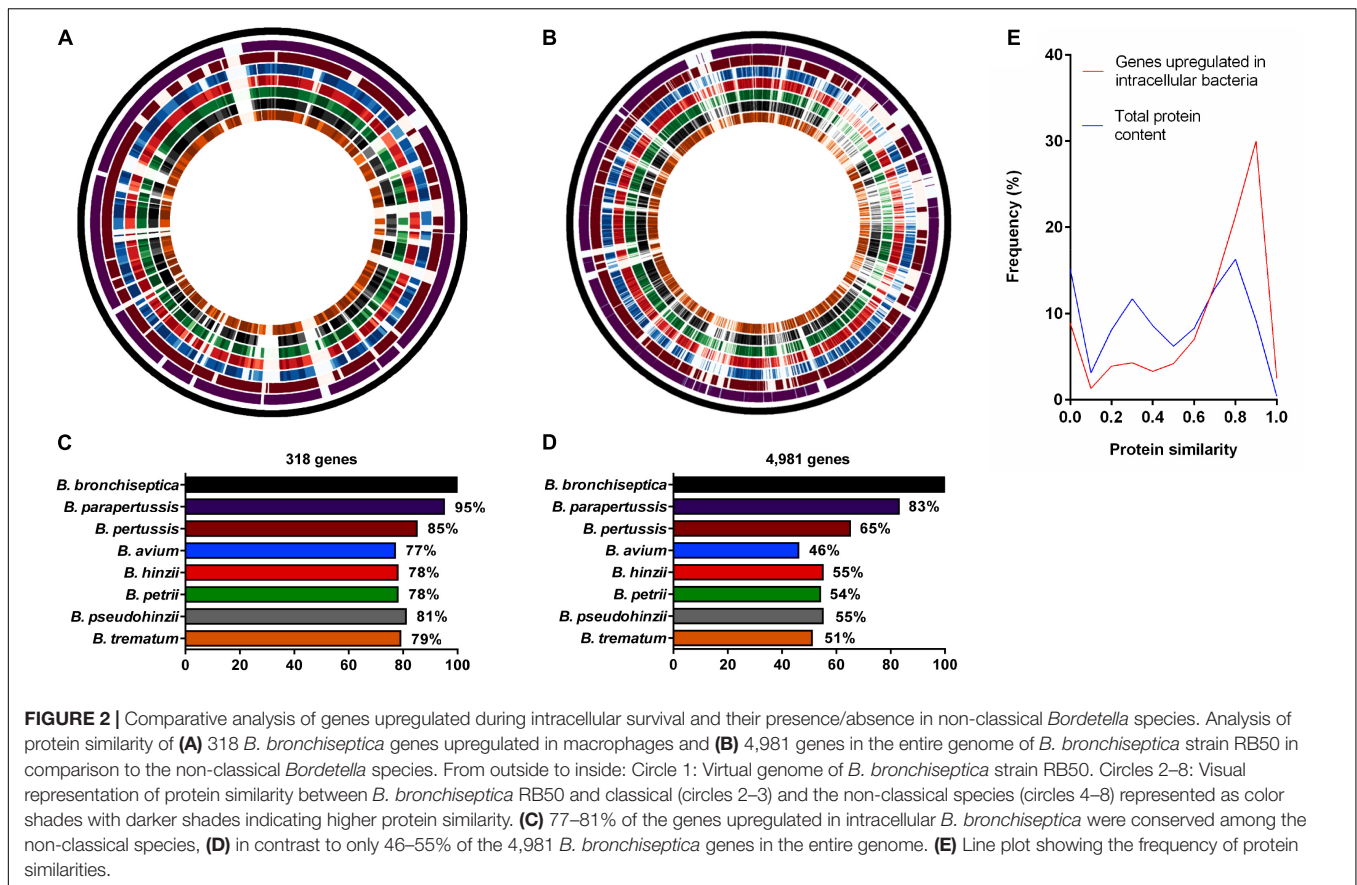 A
B
E
40
30
20
10
0
Frequency (%)
Genes upregulated in
intracellular bacteria
Total protein
content
0.0 0.2 0.4 0.6 0.8 1.0
Protein similarity
C
318 genes
B. bronchiseptica
B. parapertussis 95%
B. pertussis 85%
B. avium 77%
B. hinzii 78%
B. petrii 78%
B. pseudohinzii 81%
B. trematum 79%
0 20 40 60 80 100
D
4,981 genes
B. bronchiseptica
B. parapertussis 83%
B. pertussis 65%
B. avium 46%
B. hinzii 55%
B. petrii 54%
B. pseudohinzii 55%
B. trematum 51%
0 20 40 60 80 100
FIGURE 2 | Comparative analysis of genes upregulated during intracellular survival and their presence/absence in non-classical Bordetella species. Analysis of
protein similarity of (A) 318 B. bronchiseptica genes upregulated in macrophages and (B) 4,981 genes in the entire genome of B. bronchiseptica strain RB50 in
comparison to the non-classical Bordetella species. From outside to inside: Circle 1: Virtual genome of B. bronchiseptica strain RB50. Circles 2–8: Visual
representation of protein similarity between B. bronchiseptica RB50 and classical (circles 2–3) and the non-classical species (circles 4–8) represented as color
shades with darker shades indicating higher protein similarity. (C) 77–81% of the genes upregulated in intracellular B. bronchiseptica were conserved among the
non-classical species, (D) in contrast to only 46–55% of the 4,981 B. bronchiseptica genes in the entire genome. (E) Line plot showing the frequency of protein
similarities.